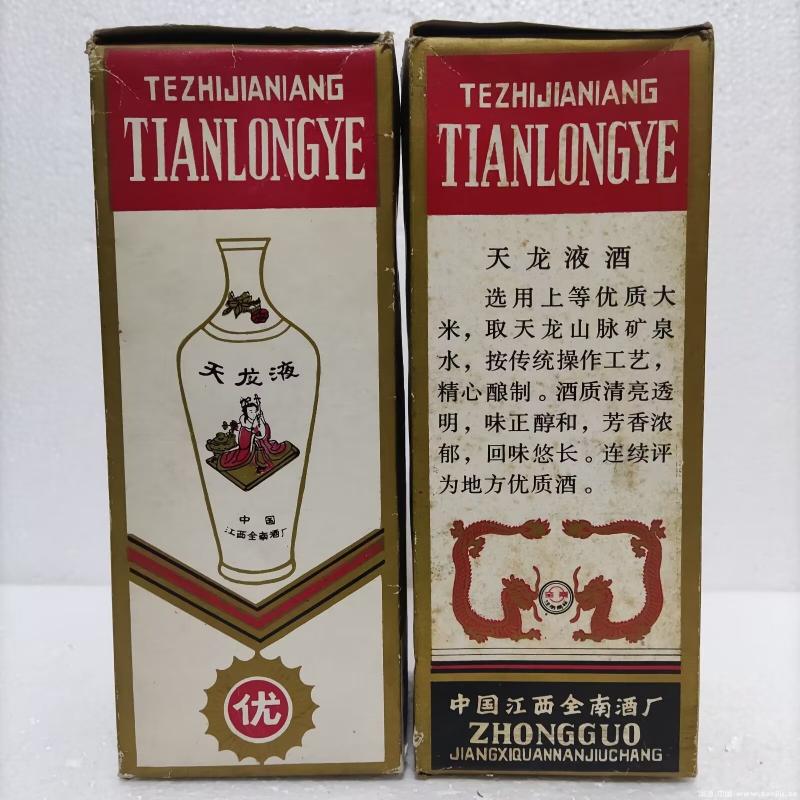 TEZHIJIANIANG
TIANLONGYE
天龙液
中国
江西全南酒厂
优
TEZHIJIANIANG
TIANLONGYE
天龙液酒
选用上等优质大
米，取天龙山脉矿泉
水，按传统操作工艺，
精心酿制。酒质清亮透
明，味正醇和，芳香浓
郁，回味悠长。连续评
为地方优质酒。
中国江西全南酒厂
ZHONGGUO
JIANGXIQUANNANJIUCHANG